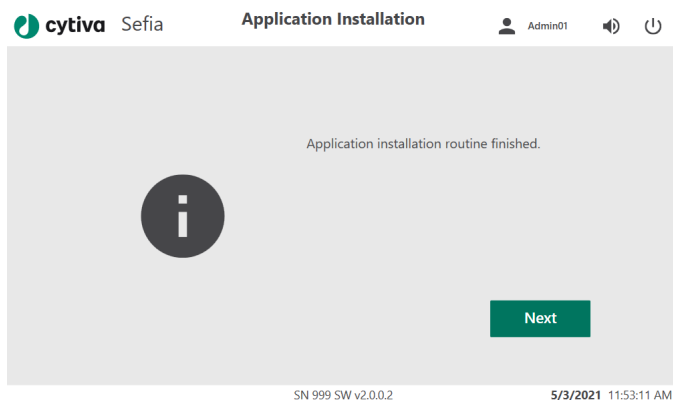 cytiva Sefia Application Installation Admin01
Application installation routine finished.
i
Next
SN 999 SW v2.0.0.2 5/3/2021 11:53:11 AM